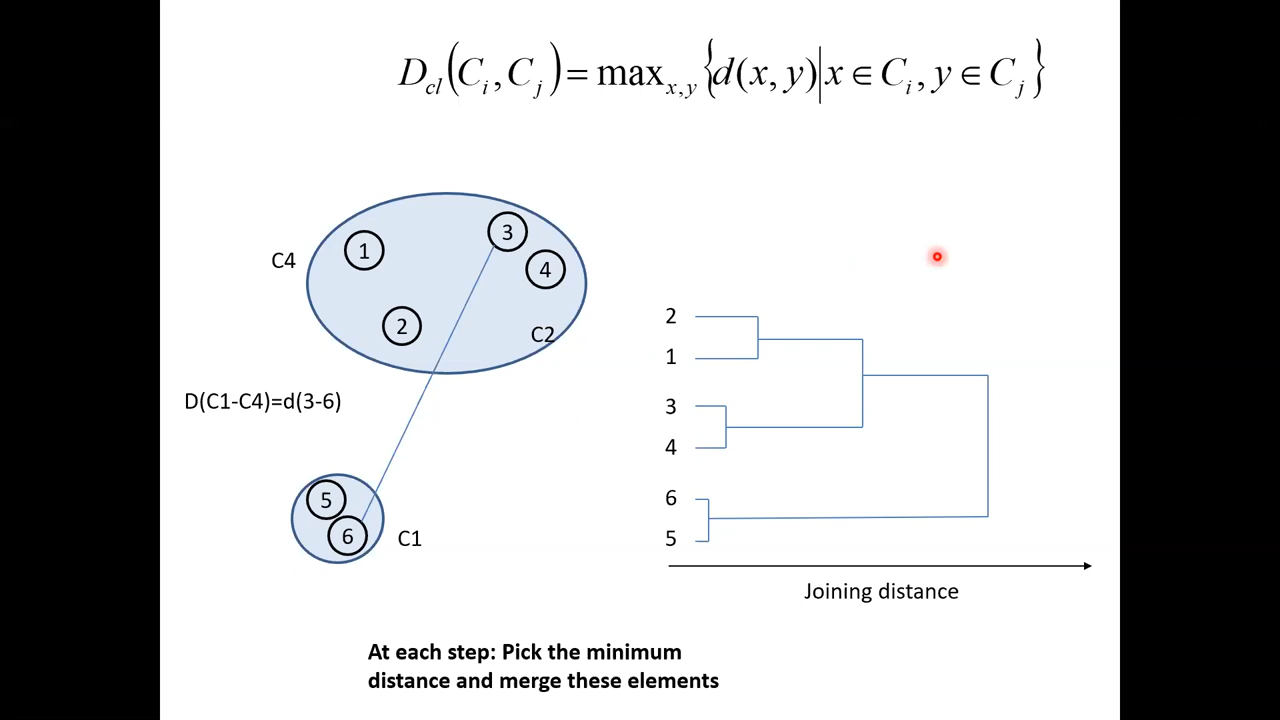 D_cl(C_i, C_j) = max_x,y {d(x, y)|x ∈ C_i, y ∈ C_j}
C4
1
3
4
2
C2
D(C1-C4)=d(3-6)
5
6
C1
2
1
3
4
6
5
Joining distance
At each step: Pick the minimum
distance and merge these elements